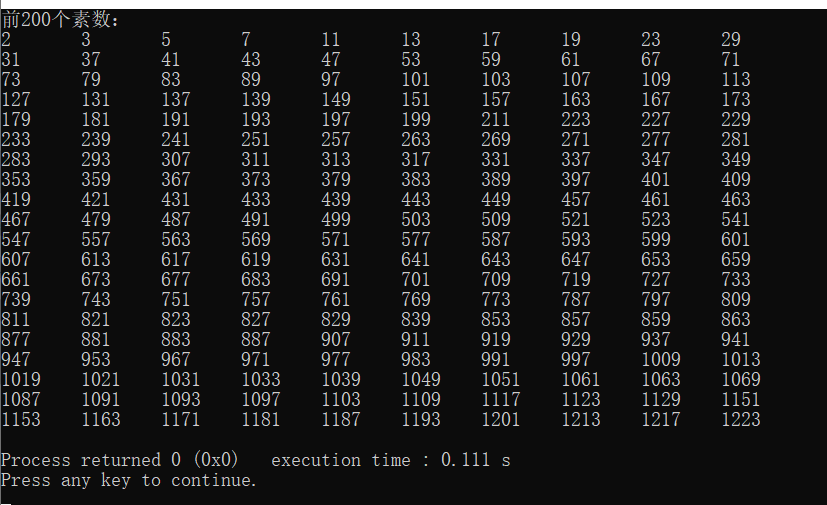 前200个素数：
2 3 5 7 11 13 17 19 23 29
31 37 41 43 47 53 59 61 67 71
73 79 83 89 97 101 103 107 109 113
127 131 137 139 149 151 157 163 167 173
179 181 191 193 197 199 211 223 227 229
233 239 241 251 257 263 269 271 277 281
283 293 307 311 313 317 331 337 347 349
353 359 367 373 379 383 389 397 401 409
419 421 431 433 439 443 449 457 461 463
467 479 487 491 499 503 509 521 523 541
547 557 563 569 571 577 587 593 599 601
607 613 617 619 631 641 643 647 653 659
661 673 677 683 691 701 709 719 727 733
739 743 751 757 761 769 773 787 797 809
811 821 823 827 829 839 853 857 859 863
877 881 883 887 907 911 919 929 937 941
947 953 967 971 977 983 991 997 1009 1013
1019 1021 1031 1033 1039 1049 1051 1061 1063 1069
1087 1091 1093 1097 1103 1109 1117 1123 1129 1151
1153 1163 1171 1181 1187 1193 1201 1213 1217 1223
Process returned 0 (0x0) execution time : 0.111 s
Press any key to continue.